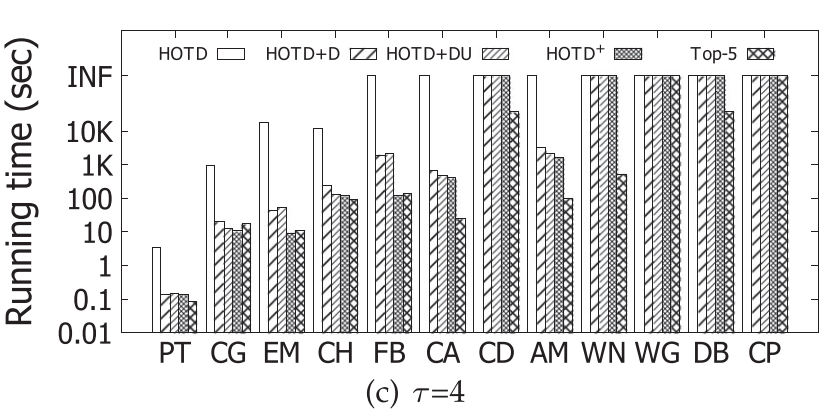 HOTD HOTD+D HOTD+DU HOTD⁺ Top-5
Running time (sec)
INF
10K
1K
100
10
1
0.1
0.01
PT CG EM CH FB CA CD AM WN WG DB CP
(c) τ=4